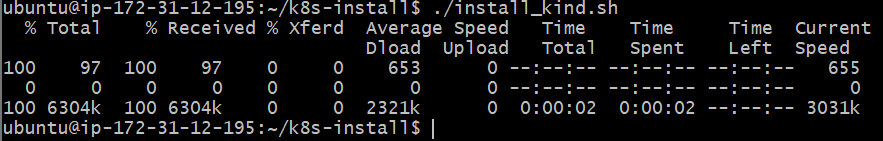 ubuntu@ip-172-31-12-195:~/k8s-install$ ./install_kind.sh
  % Total    % Received % Xferd  Average Speed   Time    Time     Time  Current
                                 Dload  Upload   Total   Spent    Left  Speed
100    97  100    97    0     0    653      0 --:--:-- --:--:-- --:--:--   655
  0     0    0     0    0     0      0      0 --:--:-- --:--:-- --:--:--     0
100 6304k  100 6304k    0     0  2321k      0  0:00:02  0:00:02 --:--:-- 3031k
ubuntu@ip-172-31-12-195:~/k8s-install$